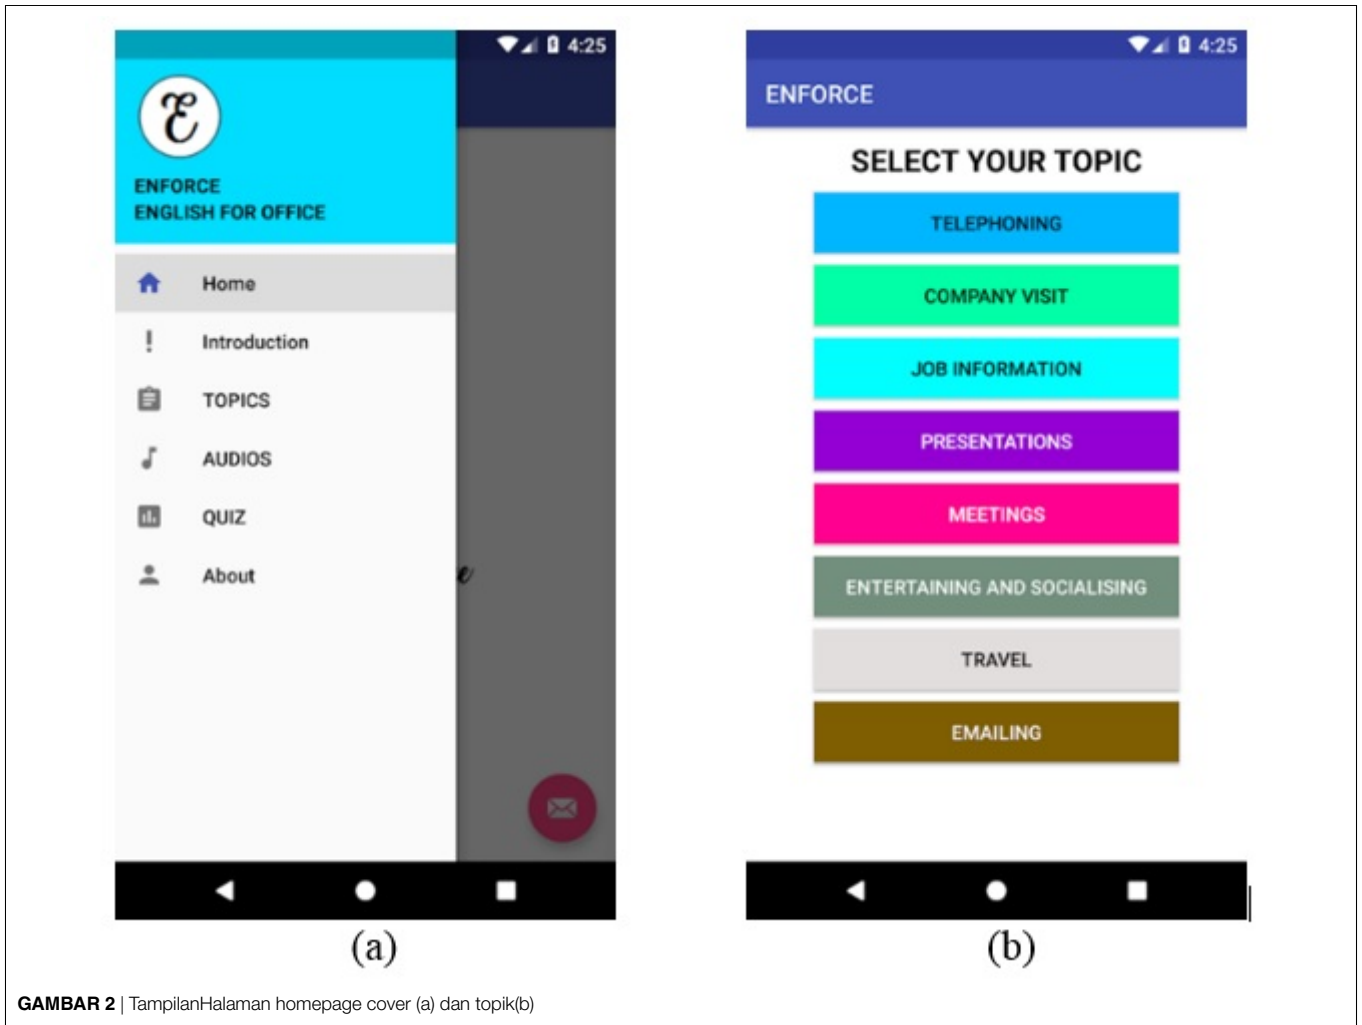 4:25
E
ENFORCE
ENGLISH FOR OFFICE
Home
Introduction
TOPICS
AUDIOS
QUIZ
About
e
(a)
4:25
ENFORCE
SELECT YOUR TOPIC
TELEPHONING
COMPANY VISIT
JOB INFORMATION
PRESENTATIONS
MEETINGS
ENTERTAINING AND SOCIALISING
TRAVEL
EMAILING
(b)
GAMBAR 2 | TampilanHalaman homepage cover (a) dan topik(b)